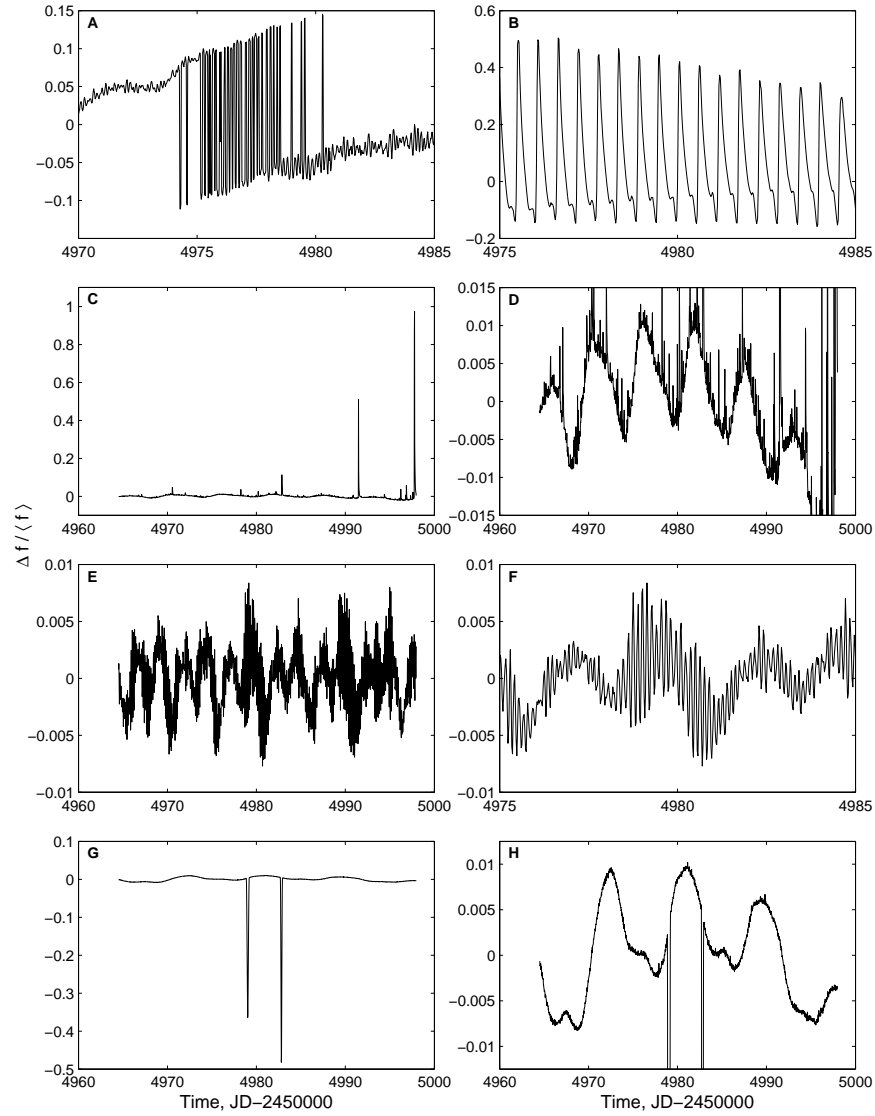 A
0.15
0.1
0.05
0
−0.05
−0.1
4970 4975 4980 4985
B
0.6
0.4
0.2
0
−0.2
4975 4980 4985
C
1
0.8
0.6
0.4
0.2
0
4960 4970 4980 4990 5000
D
0.015
0.01
0.005
0
−0.005
−0.01
−0.015
4960 4970 4980 4990 5000
Δ f / ⟨ f ⟩
E
0.01
0.005
0
−0.005
−0.01
4960 4970 4980 4990 5000
F
0.01
0.005
0
−0.005
−0.01
4975 4980 4985
G
0.1
0
−0.1
−0.2
−0.3
−0.4
−0.5
4960 4970 4980 4990 5000
Time, JD−2450000
H
0.01
0.005
0
−0.005
−0.01
4960 4970 4980 4990 5000
Time, JD−2450000